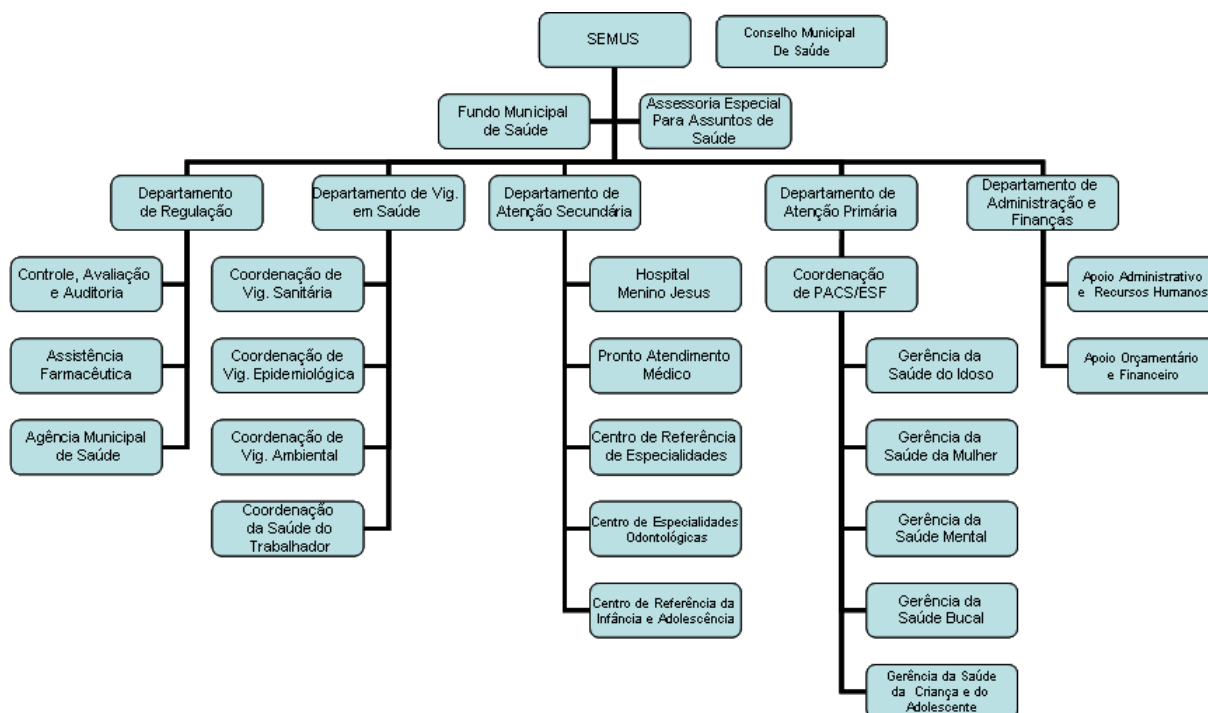 SEMUS
Conselho Municipal
De Saúde
Fundo Municipal
de Saúde
Assessoria Especial
Para Assuntos de
Saúde
Departamento
de Regulação
Departamento de Vig.
em Saúde
Departamento de
Atenção Secundária
Departamento de
Atenção Primária
Departamento de
Administração e
Finanças
Controle, Avaliação
e Auditoria
Assistência
Farmacêutica
Agência Municipal
de Saúde
Coordenação de
Vig. Sanitária
Coordenação de
Vig. Epidemiológica
Coordenação de
Vig. Ambiental
Coordenação
da Saúde do
Trabalhador
Hospital
Menino Jesus
Pronto Atendimento
Médico
Centro de Referência
de Especialidades
Centro de Especialidades
Odontológicas
Centro de Referência da
Infância e Adolescência
Coordenação
de PACS/ESF
Gerência da
Saúde do Idoso
Gerência da
Saúde da Mulher
Gerência da
Saúde Mental
Gerência da
Saúde Bucal
Gerência da Saúde
da Criança e do
Adolescente
Apoio Administrativo
e Recursos Humanos
Apoio Orçamentário
e Financeiro